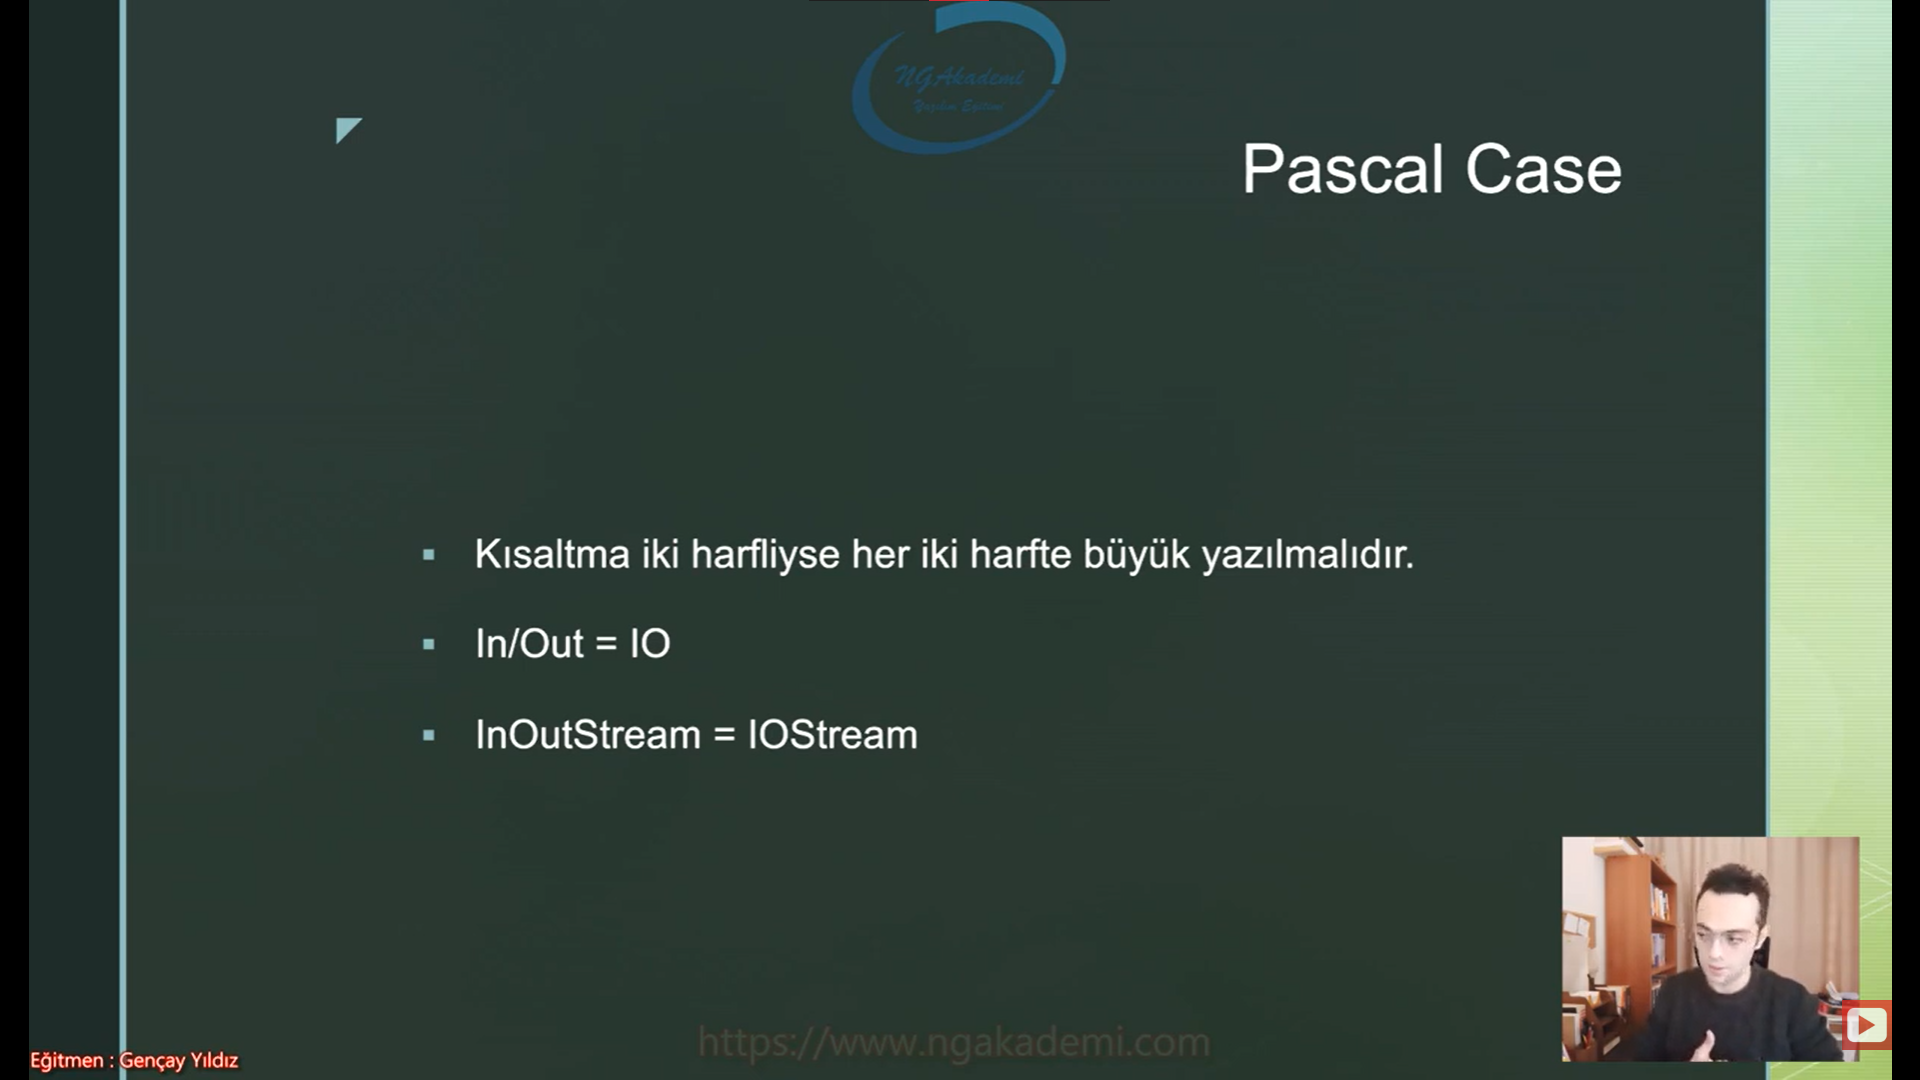 NGAkademi
Yazılım Eğitimi
Pascal Case
Kısaltma iki harfliyse her iki harfte büyük yazılmalıdır.
In/Out = IO
InOutStream = IOStream
https://www.ngakademi.com
Eğitmen : Gençay Yıldız